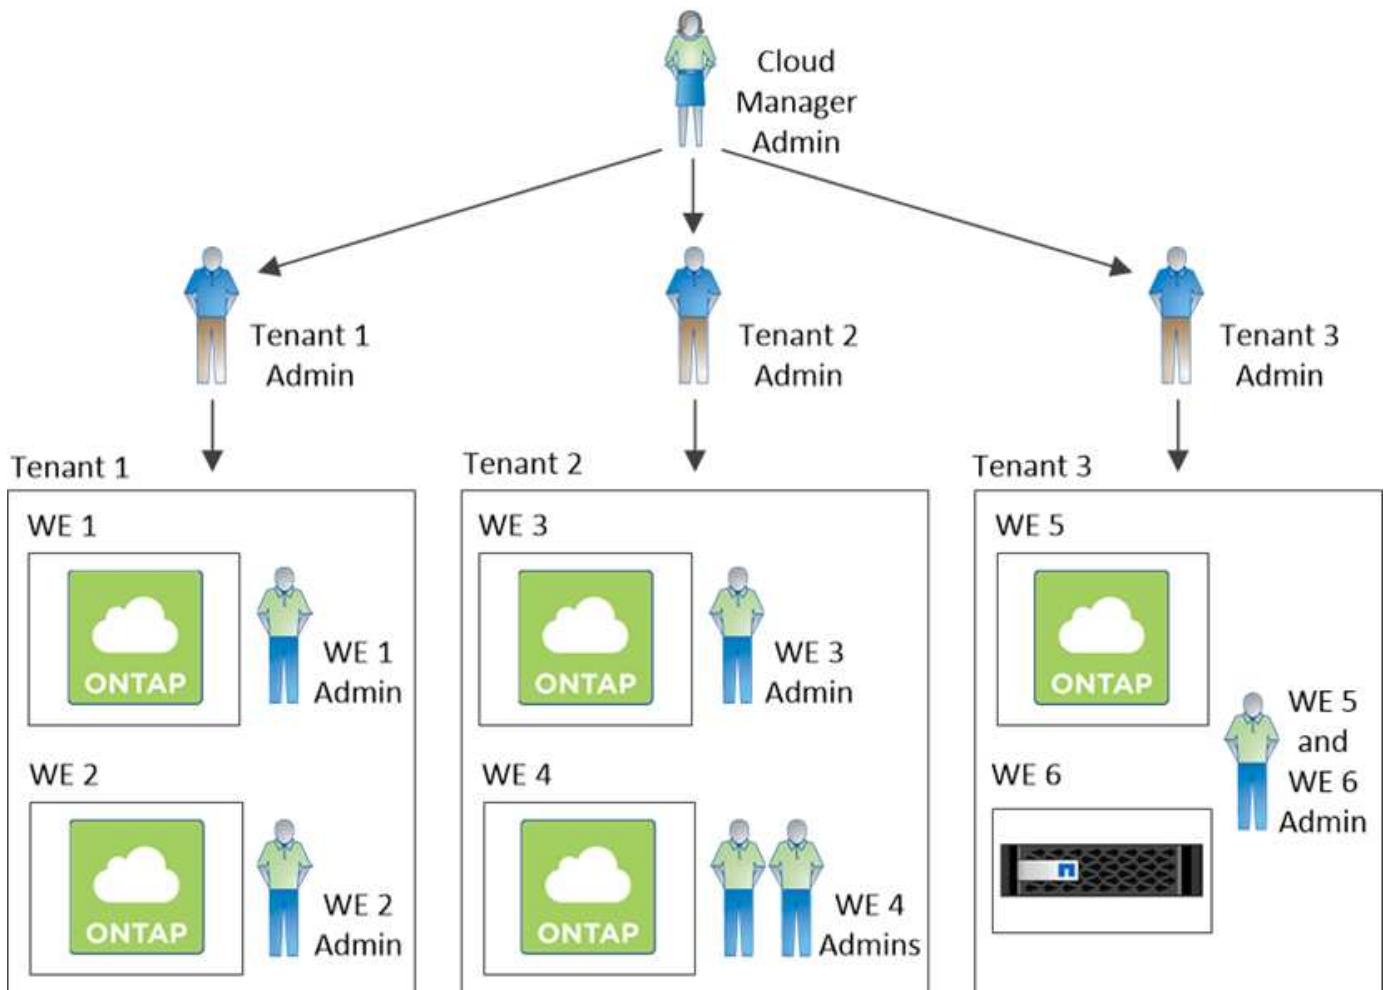 Cloud
Manager
Admin
Tenant 1
Admin
Tenant 2
Admin
Tenant 3
Admin
Tenant 1
WE 1
ONTAP
WE 1
Admin
WE 2
ONTAP
WE 2
Admin
Tenant 2
WE 3
ONTAP
WE 3
Admin
WE 4
ONTAP
WE 4
Admins
Tenant 3
WE 5
ONTAP
WE 6
WE 5
and
WE 6
Admin